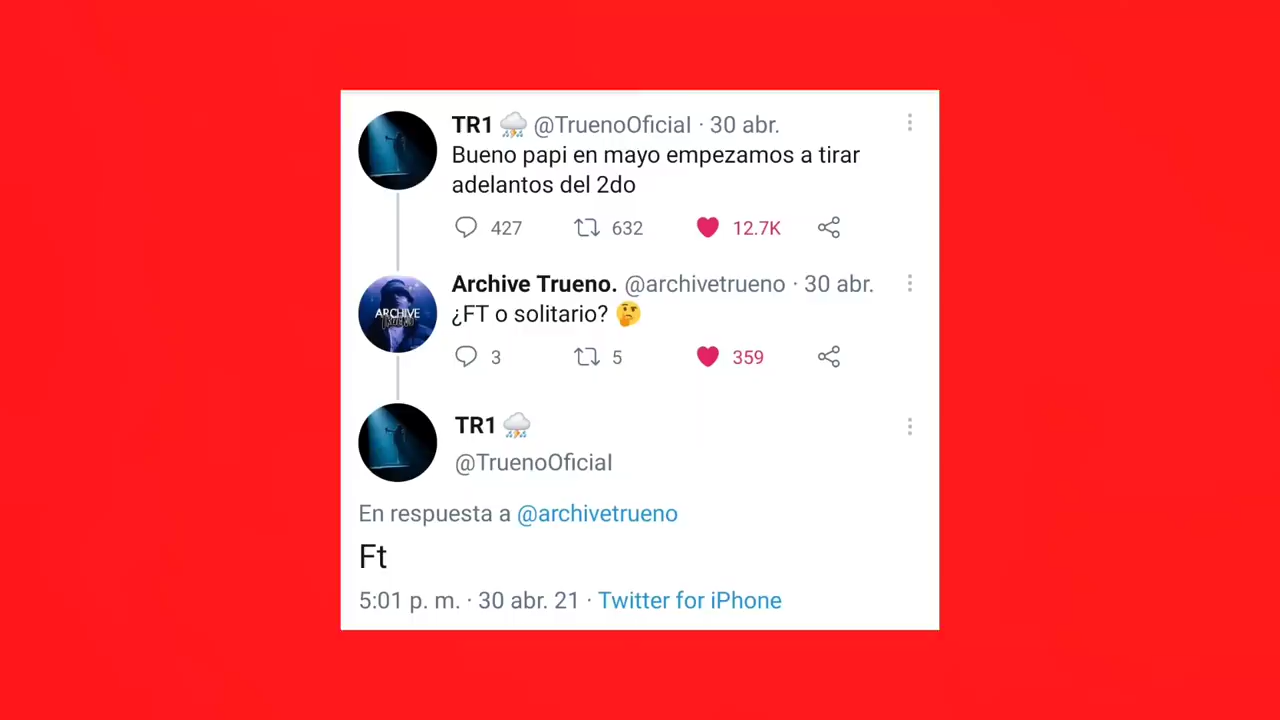 TR1 🌩 @TruenoOficial · 30 abr.
Bueno papi en mayo empezamos a tirar
adelantos del 2do
427 632 12.7K
Archive Trueno. @archivetrueno · 30 abr.
¿FT o solitario? 🤔
ARCHIVE
TRUENO
3 5 359
TR1 🌩
@TruenoOficial
En respuesta a @archivetrueno
Ft
5:01 p. m. · 30 abr. 21 · Twitter for iPhone